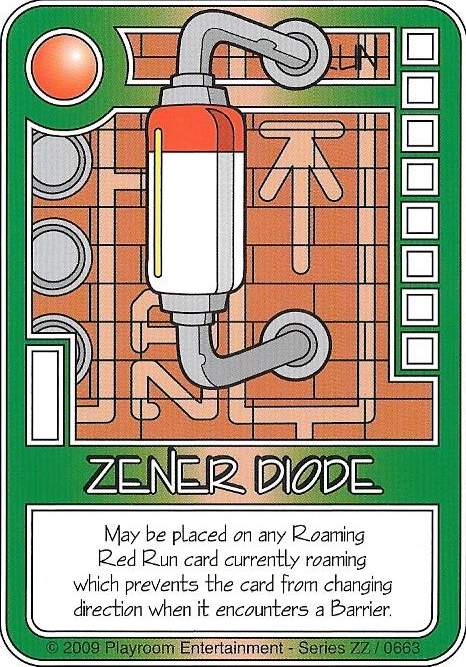 RUN
ZENER DIODE
May be placed on any Roaming
Red Run card currently roaming
which prevents the card from changing
direction when it encounters a Barrier.
© 2009 Playroom Entertainment - Series ZZ / 0663